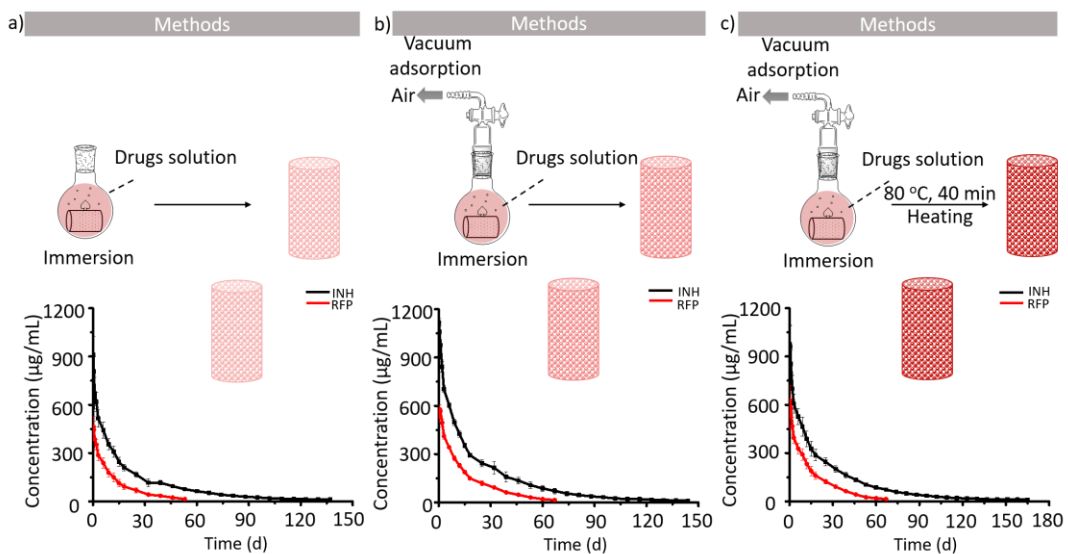 a)
Methods
Drugs solution
Immersion
INH
RFP
1200
900
600
300
0
Concentration (µg/mL)
0 30 60 90 120 150
Time (d)
b)
Methods
Vacuum
adsorption
Air
Drugs solution
Immersion
INH
RFP
1200
900
600
300
0
Concentration (µg/mL)
0 30 60 90 120 150
Time (d)
c)
Methods
Vacuum
adsorption
Air
Drugs solution
80 °C, 40 min
Heating
Immersion
INH
RFP
1200
900
600
300
0
Concentration (µg/mL)
0 30 60 90 120 150 180
Time (d)